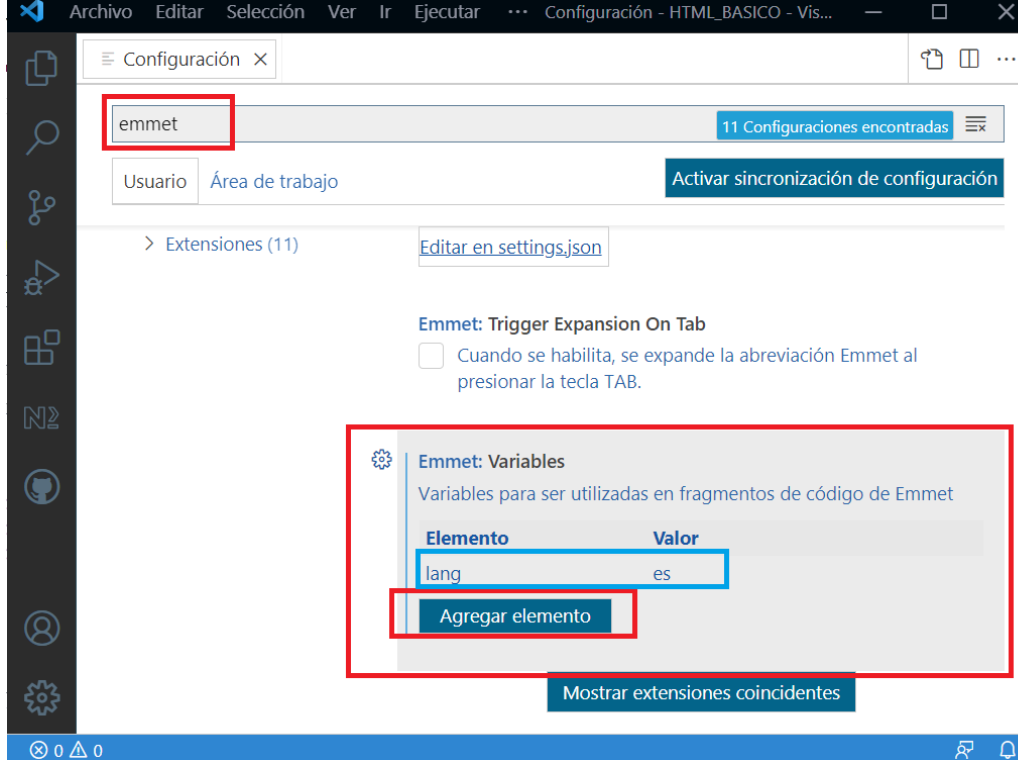 Archivo Editar Selección Ver Ir Ejecutar ··· Configuración - HTML_BASICO - Vis...
Configuración
emmet
11 Configuraciones encontradas
Usuario Área de trabajo
Activar sincronización de configuración
Extensiones (11)
Editar en settings.json
Emmet: Trigger Expansion On Tab
Cuando se habilita, se expande la abreviación Emmet al
presionar la tecla TAB.
Emmet: Variables
Variables para ser utilizadas en fragmentos de código de Emmet
Elemento Valor
lang es
Agregar elemento
Mostrar extensiones coincidentes
0 0